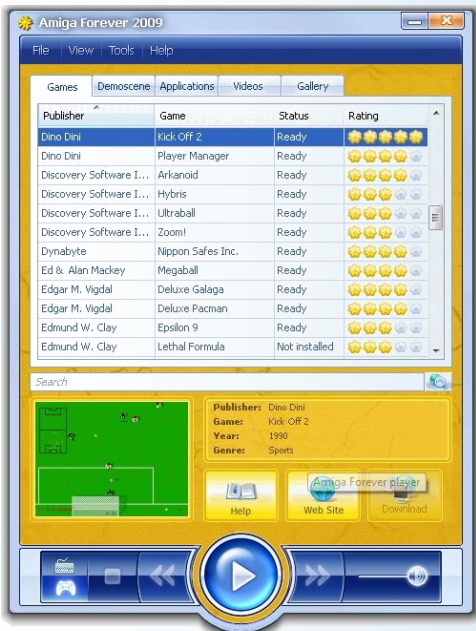 Amiga Forever 2009
File View Tools Help
Games Demoscene Applications Videos Gallery
Publisher Game Status Rating
Dino Dini Kick Off 2 Ready
Dino Dini Player Manager Ready
Discovery Software I... Arkanoid Ready
Discovery Software I... Hybris Ready
Discovery Software I... Ultraball Ready
Discovery Software I... Zoom! Ready
Dynabyte Nippon Safes Inc. Ready
Ed & Alan Mackey Megaball Ready
Edgar M. Vigdal Deluxe Galaga Ready
Edgar M. Vigdal Deluxe Pacman Ready
Edmund W. Clay Epsilon 9 Ready
Edmund W. Clay Lethal Formula Not installed
Search
Publisher: Dino Dini
Game: Kick Off 2
Year: 1990
Genre: Sports
Amiga Forever player
Help Web Site Download